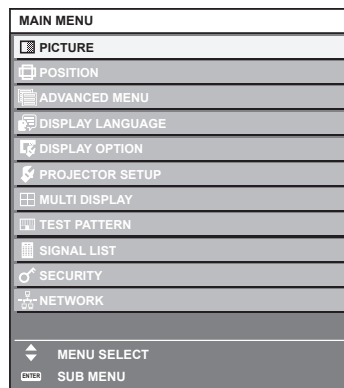 MAIN MENU
PICTURE
POSITION
ADVANCED MENU
DISPLAY LANGUAGE
DISPLAY OPTION
PROJECTOR SETUP
MULTI DISPLAY
TEST PATTERN
SIGNAL LIST
SECURITY
NETWORK
MENU SELECT
ENTER SUB MENU